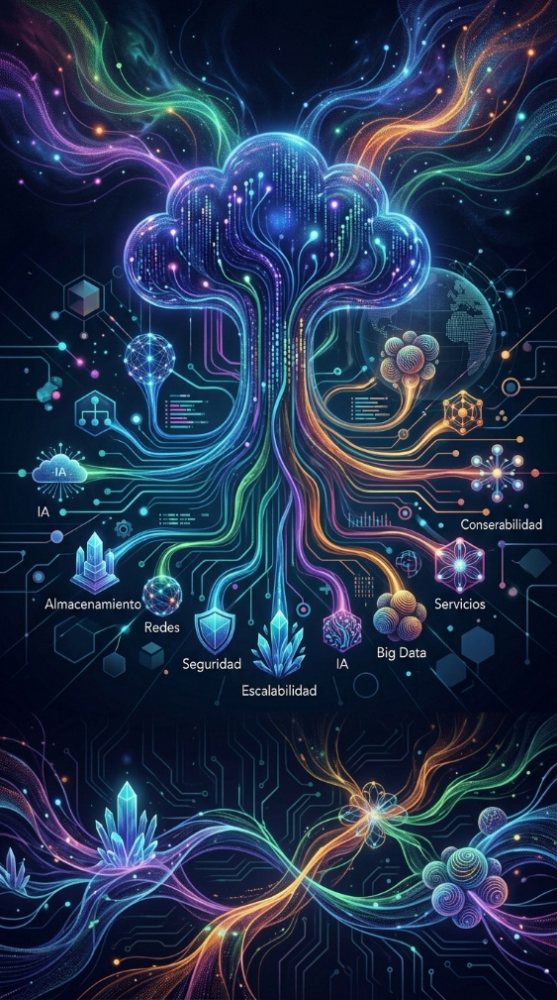 IA
IA
Conserabilidad
Almacenamiento
Redes
Servicios
Seguridad
IA
Big Data
Escalabilidad